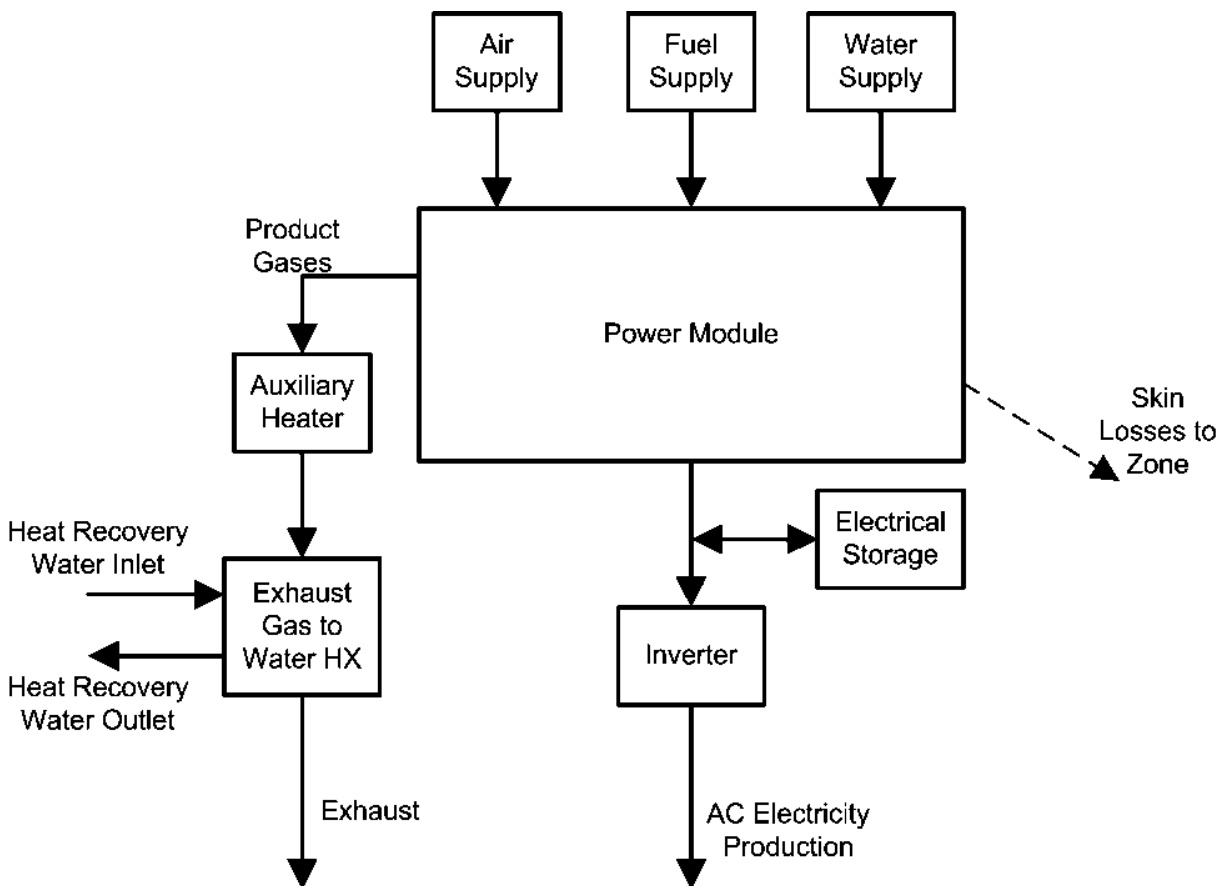 Air
Supply
Fuel
Supply
Water
Supply
Product
Gases
Power Module
Auxiliary
Heater
Skin
Losses to
Zone
Electrical
Storage
Heat Recovery
Water Inlet
Exhaust
Gas to
Water HX
Inverter
Heat Recovery
Water Outlet
Exhaust
AC Electricity
Production